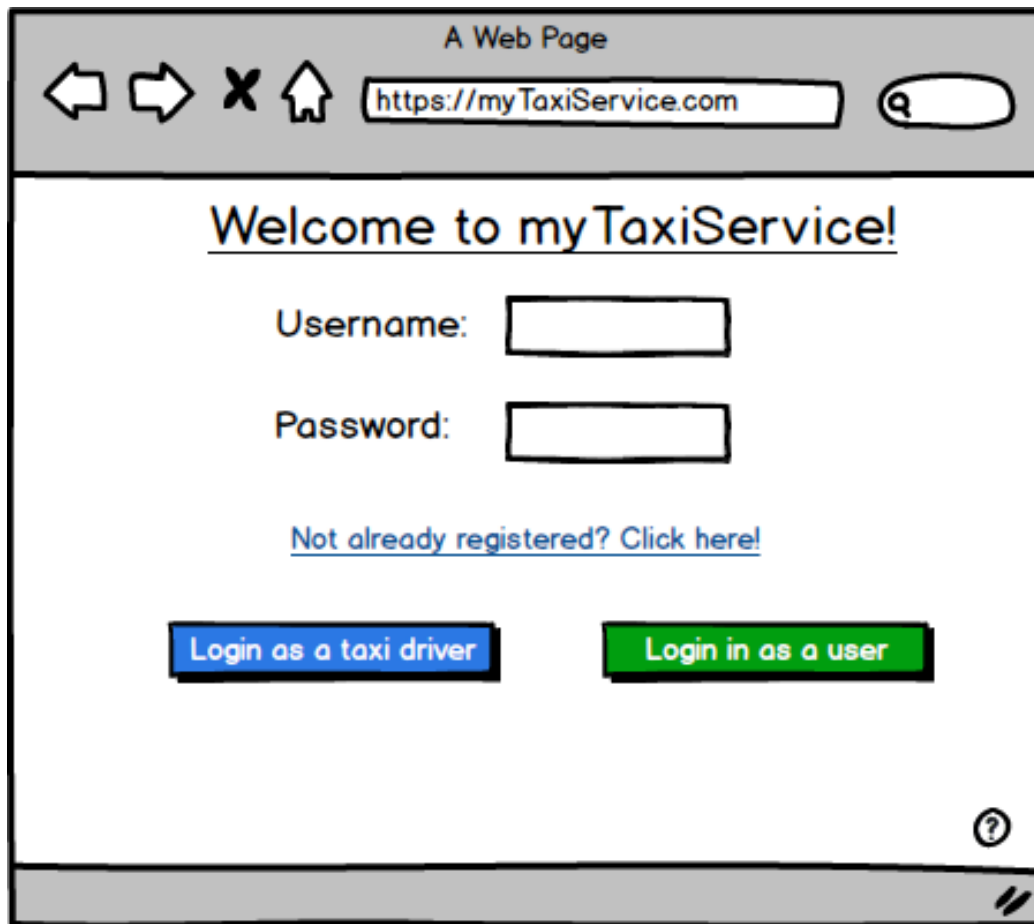 A Web Page
https://myTaxiService.com
Welcome to myTaxiService!
Username:
Password:
Not already registered? Click here!
Login as a taxi driver
Login in as a user
?